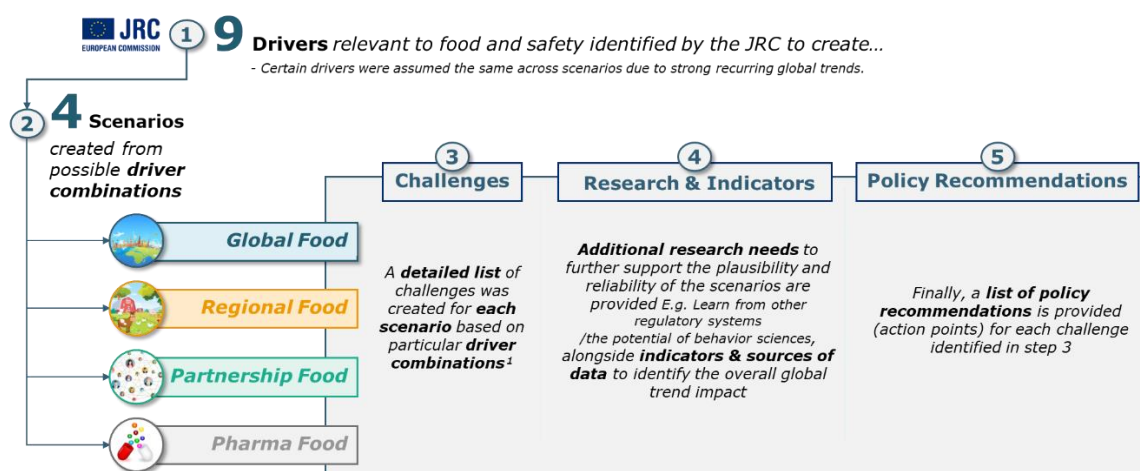 JRC
EUROPEAN COMMISSION
1
9 Drivers relevant to food and safety identified by the JRC to create...
- Certain drivers were assumed the same across scenarios due to strong recurring global trends.
2
4 Scenarios
created from
possible driver
combinations
Global Food
Regional Food
Partnership Food
Pharma Food
3
Challenges
A detailed list of
challenges was
created for each
scenario based on
particular driver
combinations¹
4
Research & Indicators
Additional research needs to
further support the plausibility and
reliability of the scenarios are
provided E.g. Learn from other
regulatory systems
/the potential of behavior sciences,
alongside indicators & sources of
data to identify the overall global
trend impact
5
Policy Recommendations
Finally, a list of policy
recommendations is provided
(action points) for each challenge
identified in step 3